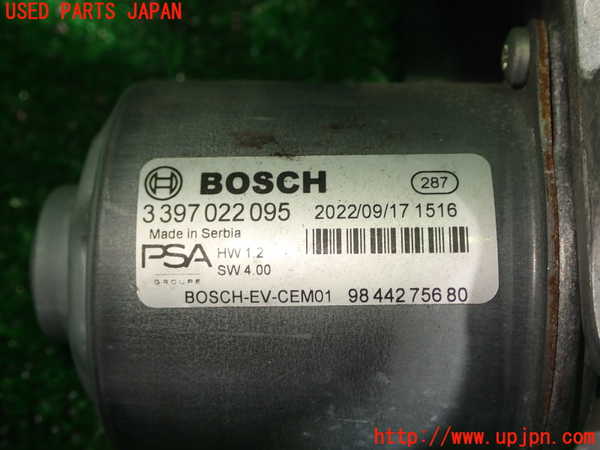 USED PARTS JAPAN
BOSCH 287
3 397 022 095 2022/09/17 1516
Made in Serbia
PSA HW 1.2
GROUPE SW 4.00
BOSCH-EV-CEM01 98 442 756 80
http://www.upjpn.com/